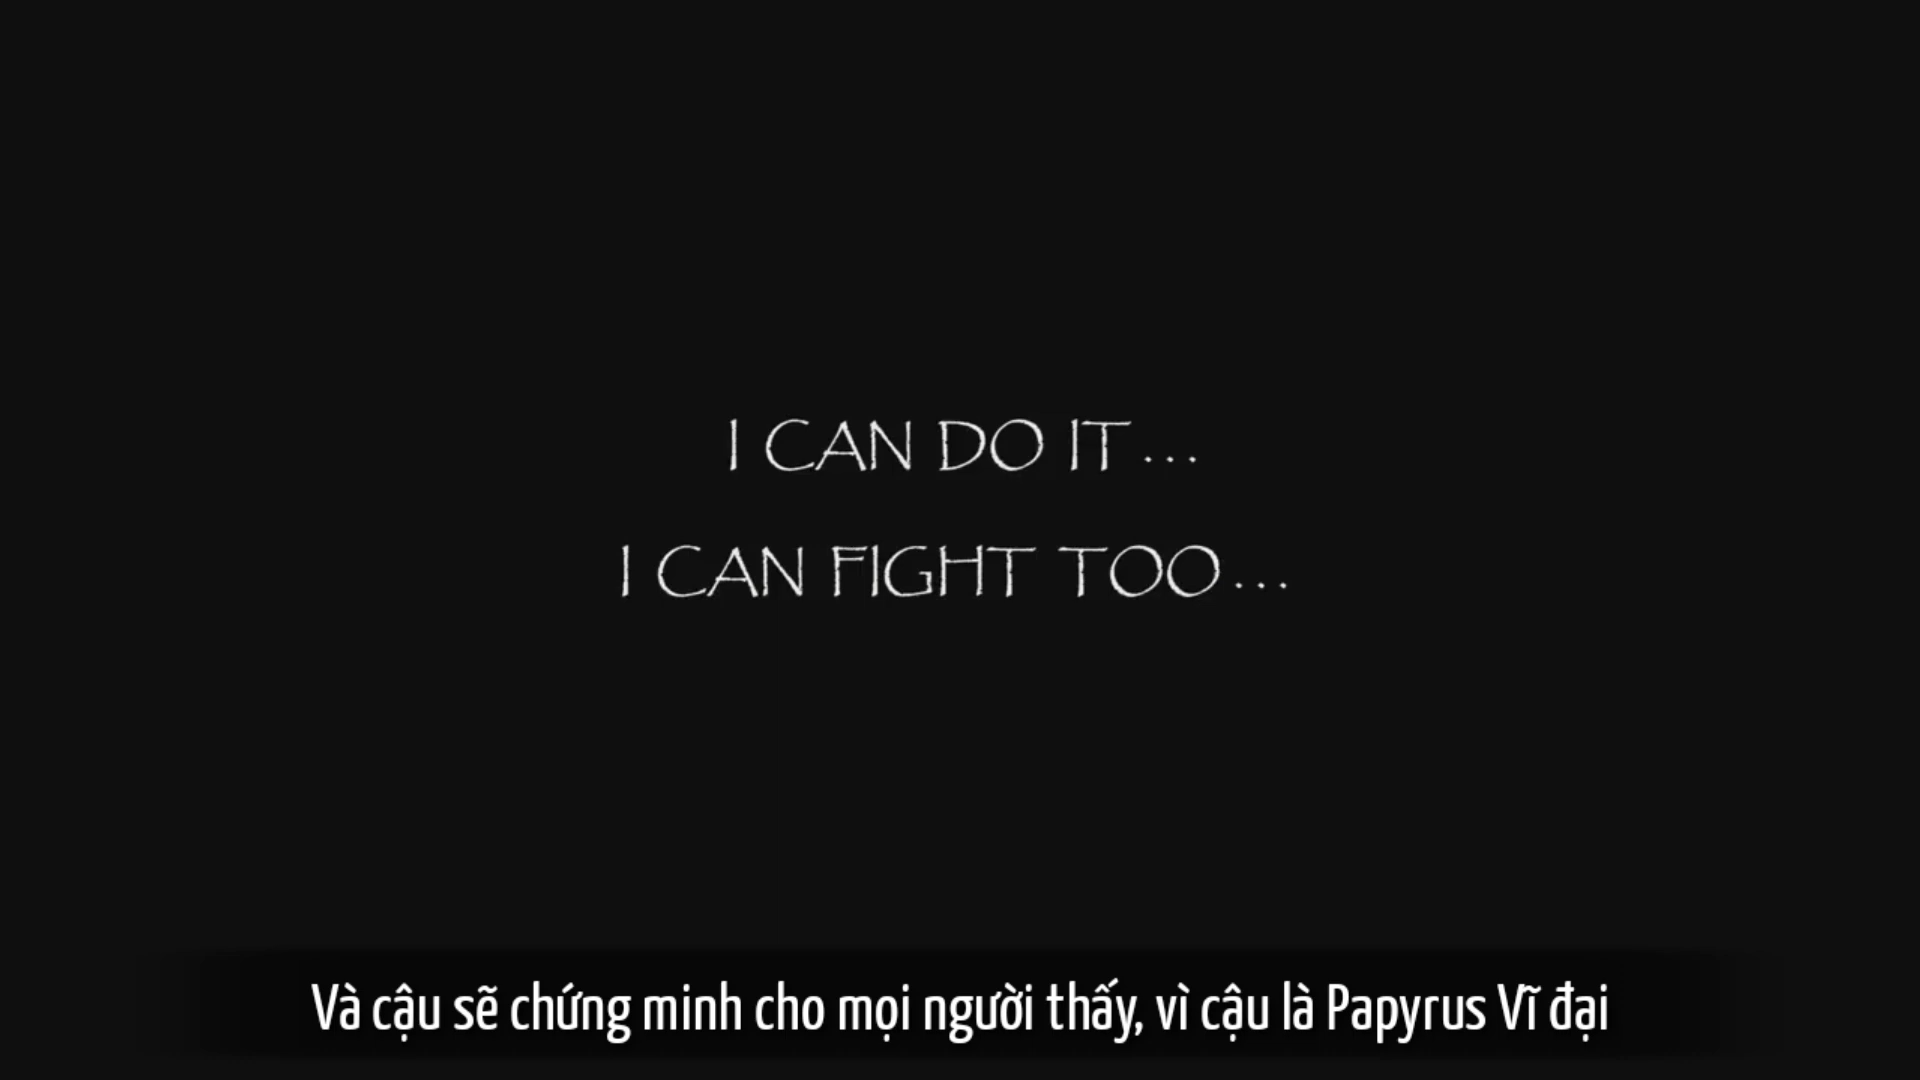 I CAN DO IT...
I CAN FIGHT TOO...
Và cậu sẽ chứng minh cho mọi người thấy, vì cậu là Papyrus Vĩ đại